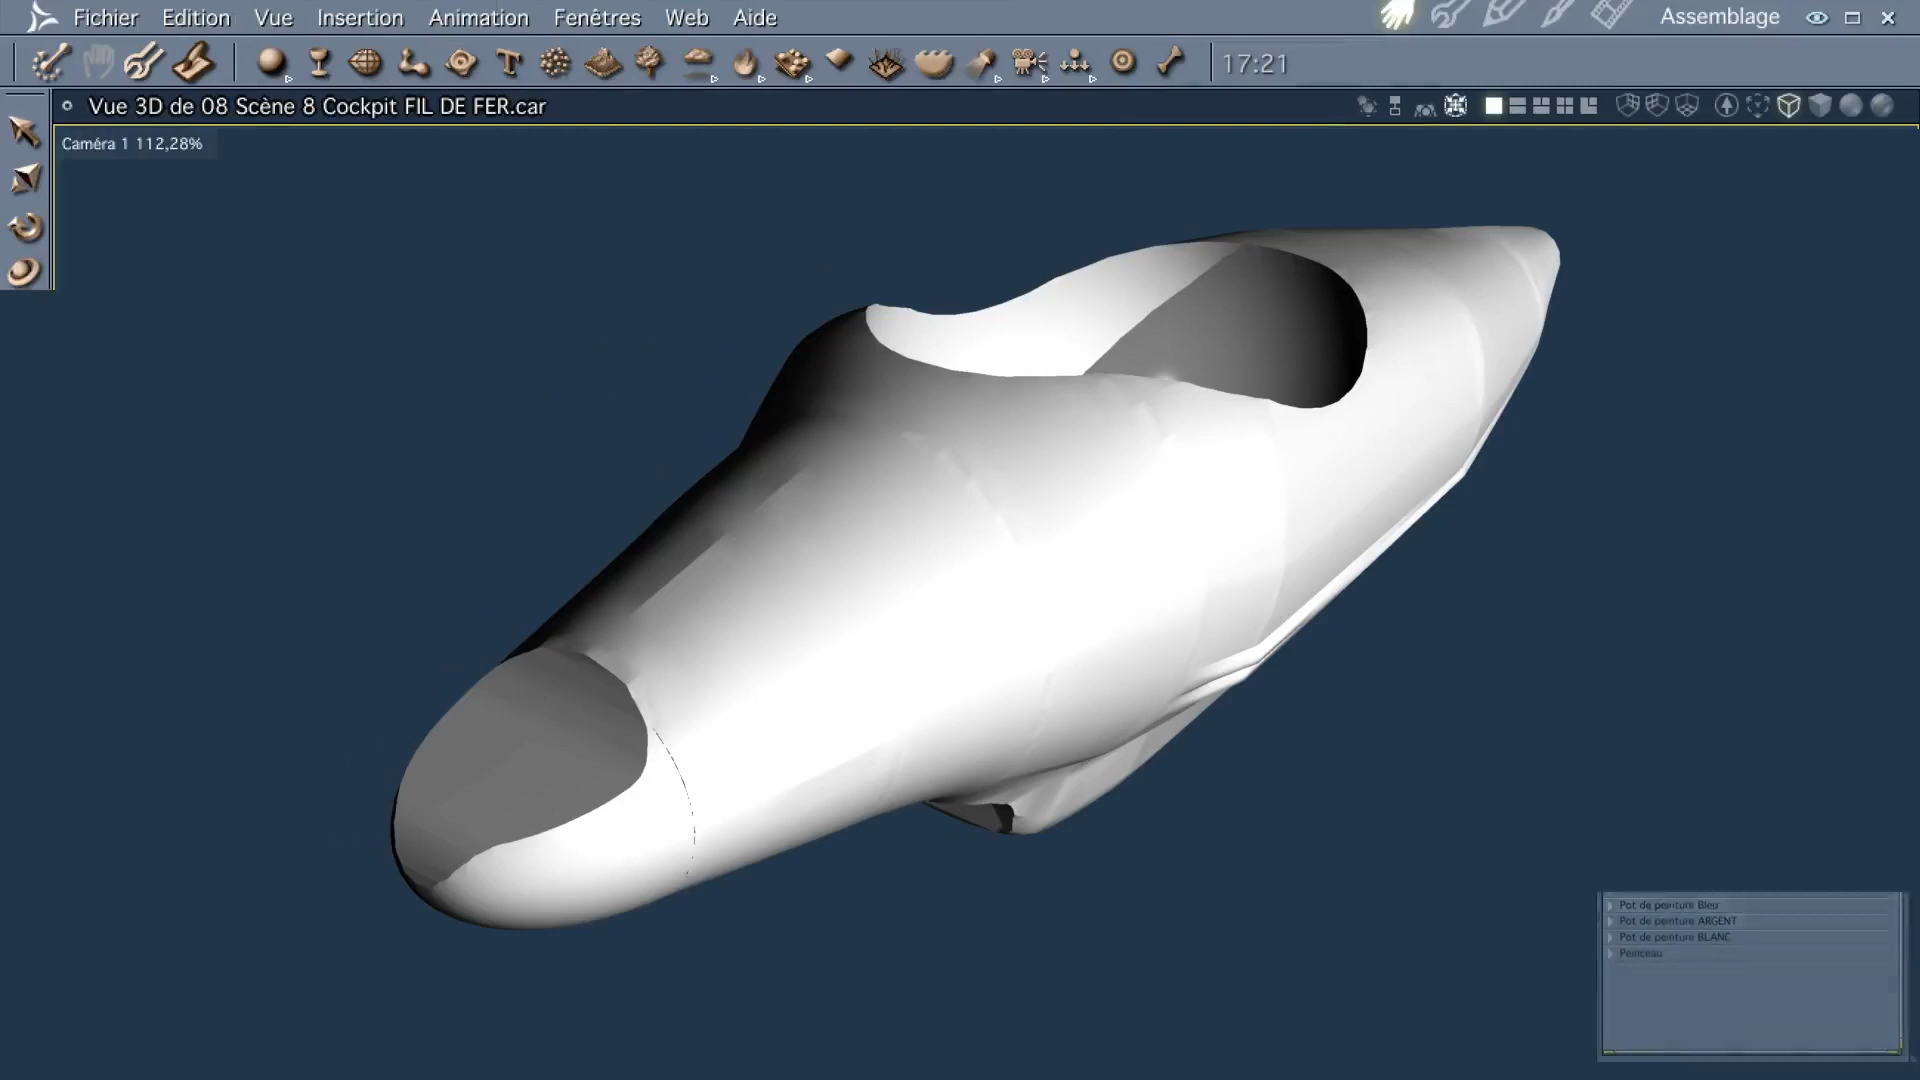 Fichier Edition Vue Insertion Animation Fenêtres Web Aide Assemblage
17:21
Vue 3D de 08 Scène 8 Cockpit FIL DE FER.car
Caméra 1 112,28%
Pot de peinture Bleu
Pot de peinture ARGENT
Pot de peinture BLANC
Peinceau